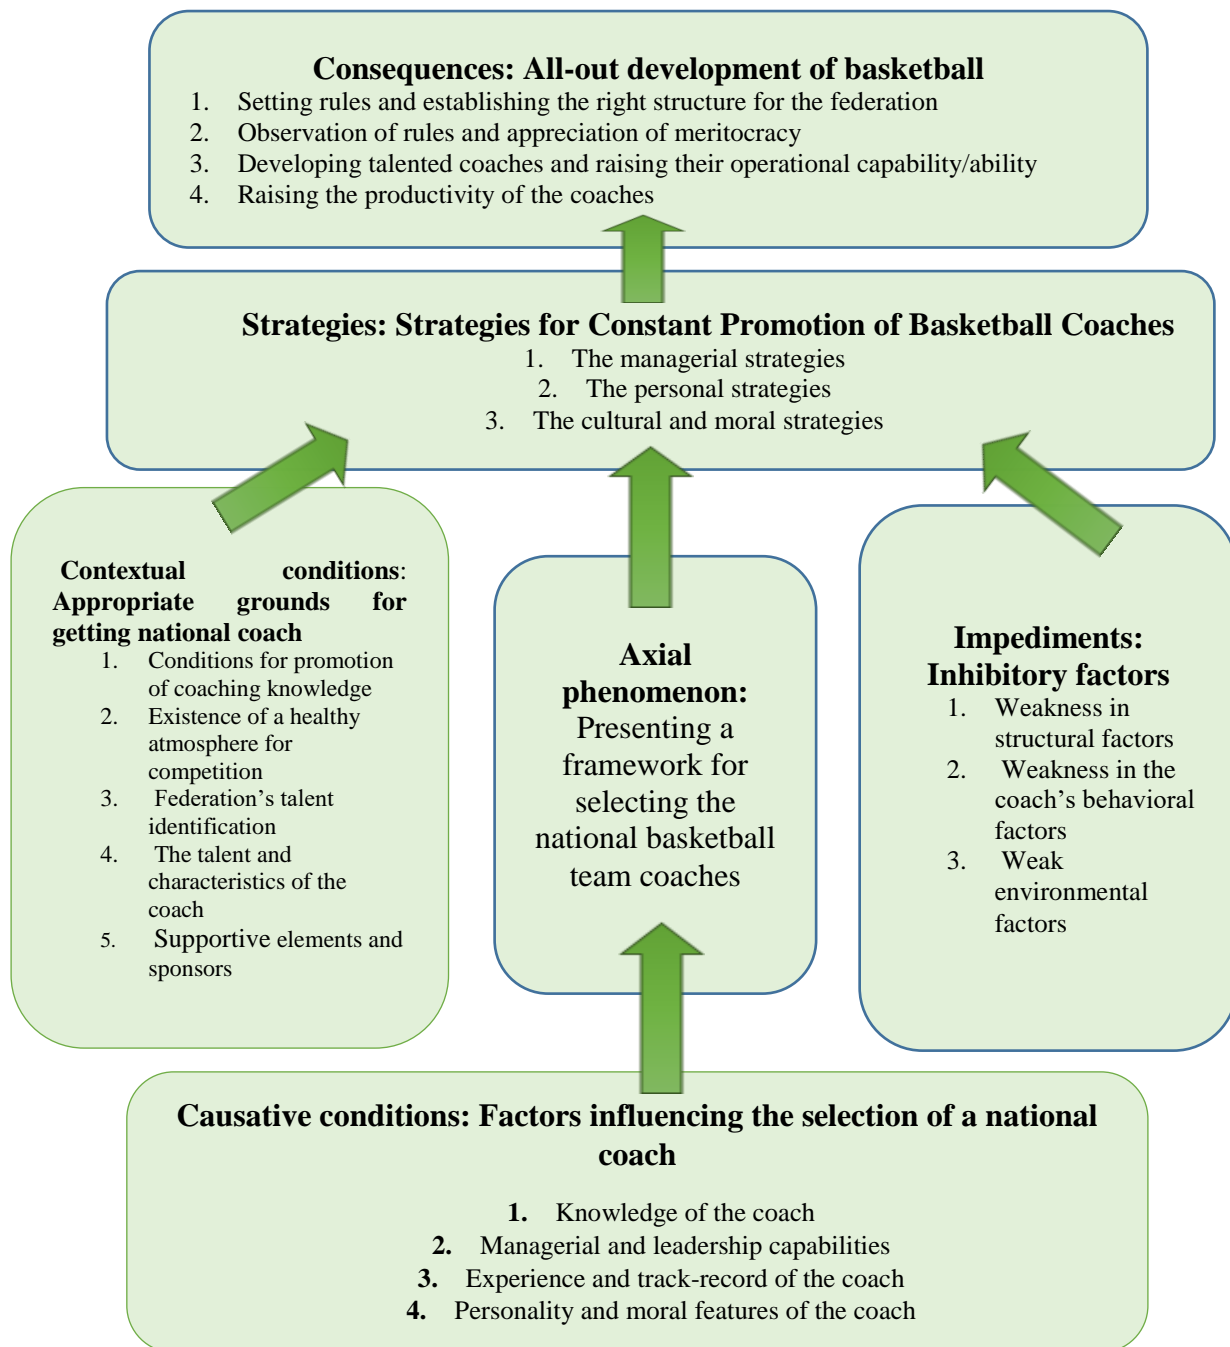 Consequences: All-out development of basketball
1. Setting rules and establishing the right structure for the federation
2. Observation of rules and appreciation of meritocracy
3. Developing talented coaches and raising their operational capability/ability
4. Raising the productivity of the coaches
Strategies: Strategies for Constant Promotion of Basketball Coaches
1. The managerial strategies
2. The personal strategies
3. The cultural and moral strategies
Contextual conditions:
Appropriate grounds for
getting national coach
1. Conditions for promotion
of coaching knowledge
2. Existence of a healthy
atmosphere for
competition
3. Federation’s talent
identification
4. The talent and
characteristics of the
coach
5. Supportive elements and
sponsors
Axial
phenomenon:
Presenting a
framework for
selecting the
national basketball
team coaches
Impediments:
Inhibitory factors
1. Weakness in
structural factors
2. Weakness in the
coach’s behavioral
factors
3. Weak
environmental
factors
Causative conditions: Factors influencing the selection of a national
coach
1. Knowledge of the coach
2. Managerial and leadership capabilities
3. Experience and track-record of the coach
4. Personality and moral features of the coach